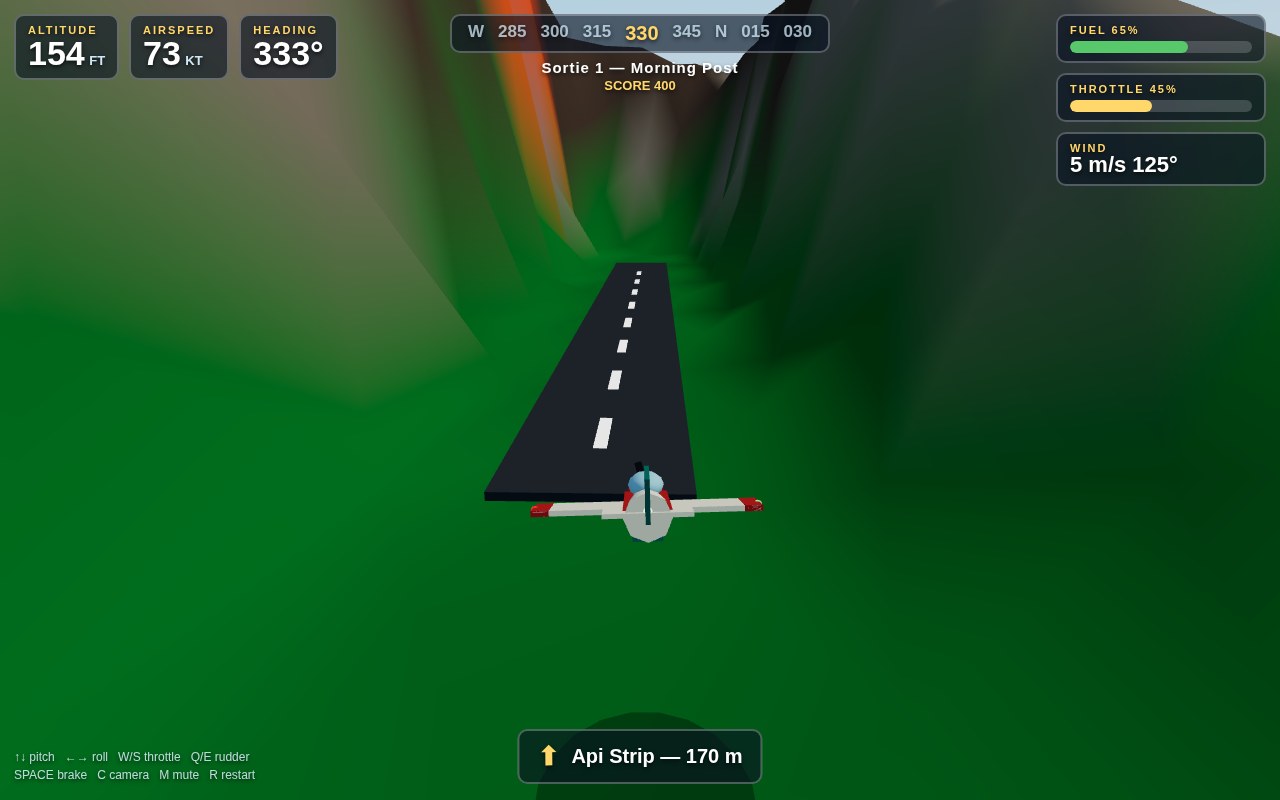 ALTITUDE
154 FT
AIRSPEED
73 KT
HEADING
333°
W 285 300 315 330 345 N 015 030
Sortie 1 — Morning Post
SCORE 400
FUEL 65%
THROTTLE 45%
WIND
5 m/s 125°
↑↓ pitch ←→ roll W/S throttle Q/E rudder
SPACE brake C camera M mute R restart
⬆ Api Strip — 170 m